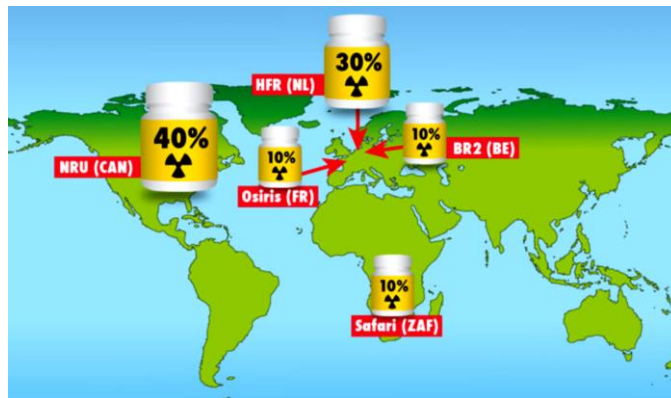 30%
HFR (NL)
40%
NRU (CAN)
10%
BR2 (BE)
10%
Osiris (FR)
10%
Safari (ZAF)